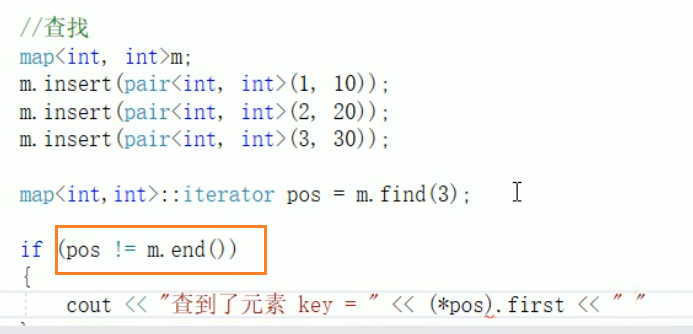 //查找
map<int, int>m;
m.insert(pair<int, int>(1, 10));
m.insert(pair<int, int>(2, 20));
m.insert(pair<int, int>(3, 30));
map<int,int>::iterator pos = m.find(3);
if (pos != m.end())
{
cout << "查到了元素 key = " << (*pos).first << " "